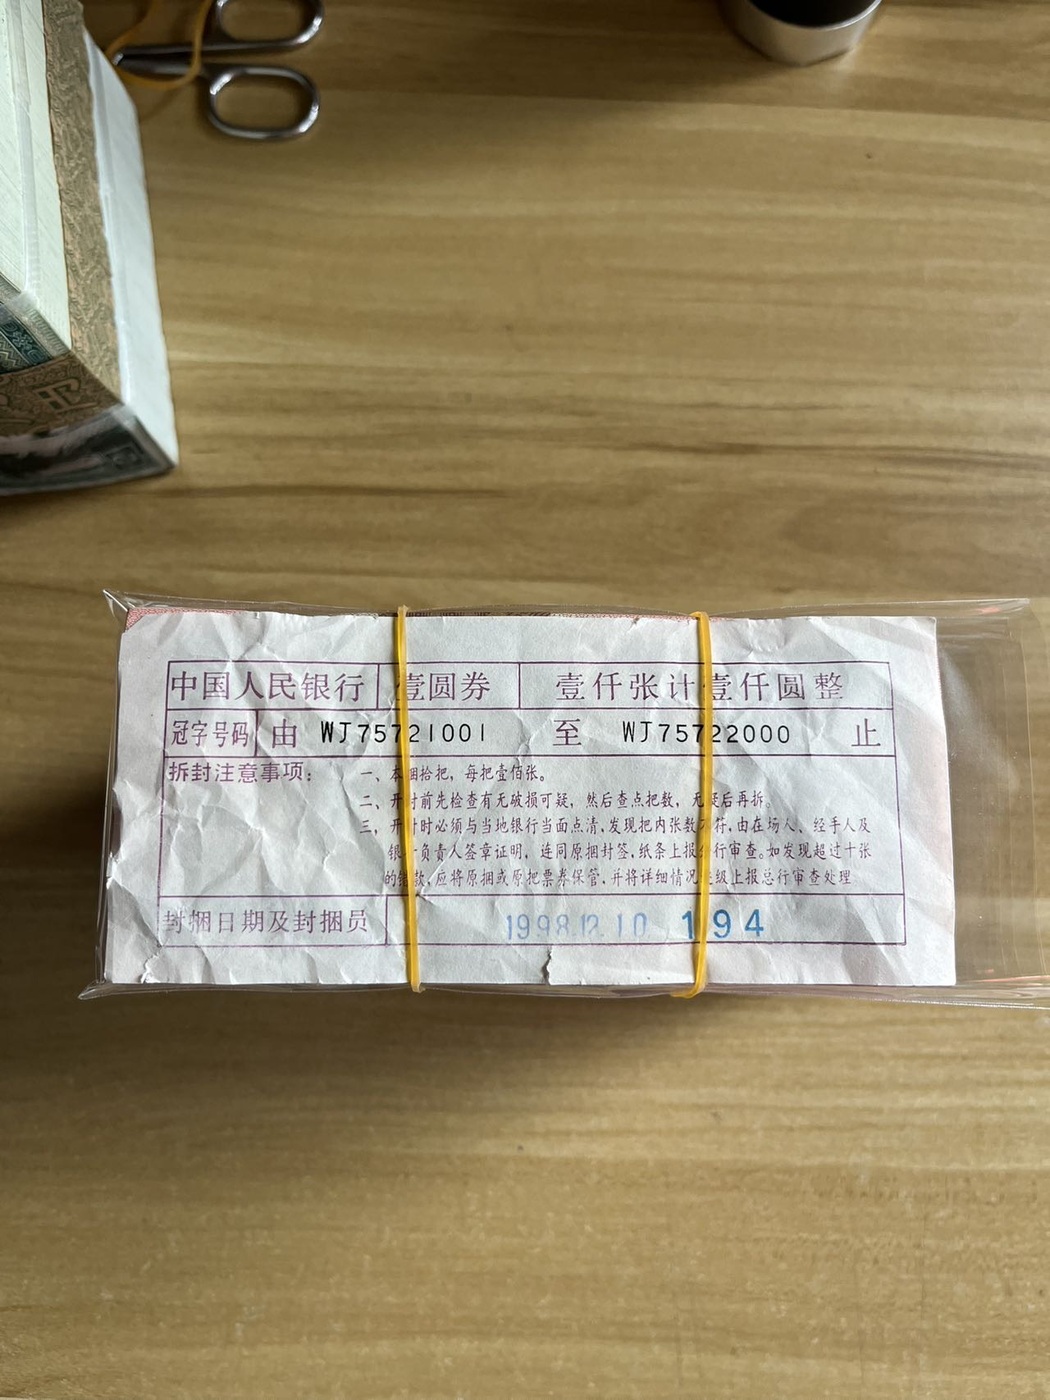 中国人民银行 壹圆券 壹仟张计壹仟圆整
冠字号码 由 WJ75721001 至 WJ75722000 止
拆封注意事项：
一、本捆拾把，每把壹佰张。
二、开封前先检查有无破损可疑，然后查点把数，无疑后再拆。
三、开封时必须与当地银行当面点清，发现把内张数不符，由在场人、经手人及
银行负责人签章证明，连同原捆封签，纸条上报分行审查。如发现超过十张
的错款，应将原捆或原把票券保管，并将详细情况逐级上报总行审查处理
封捆日期及封捆员 1998.12.10 194